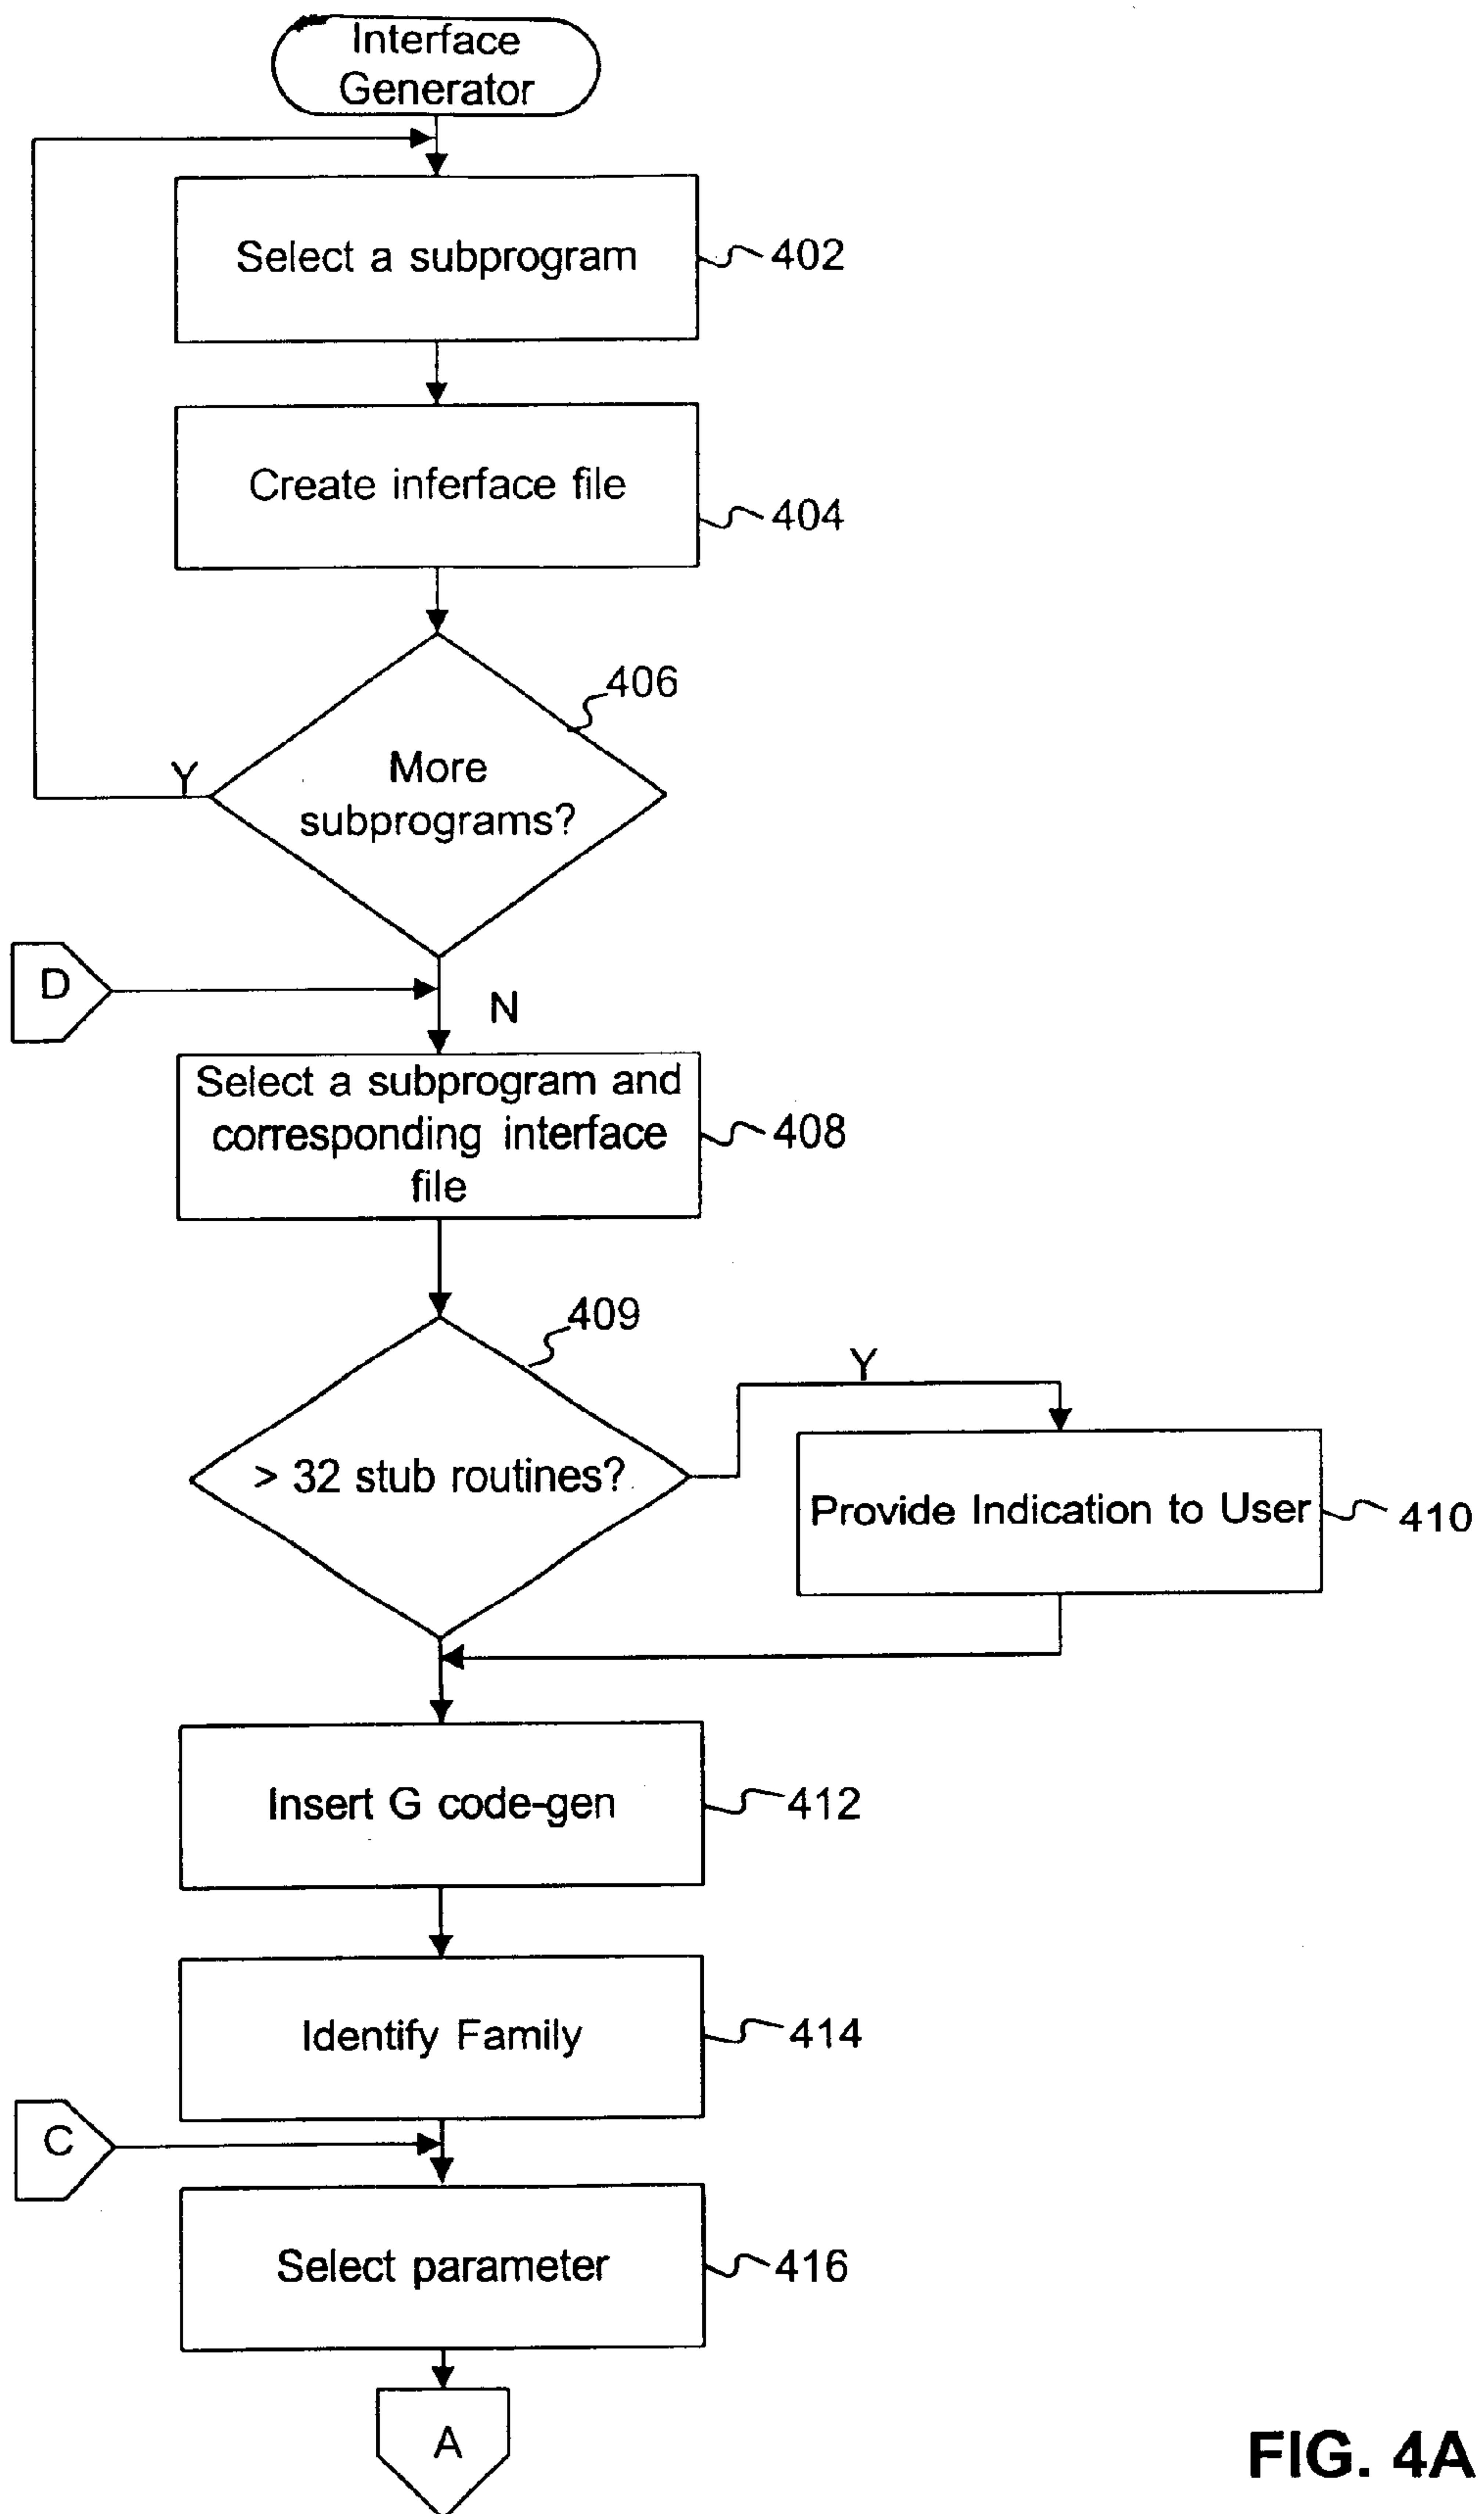 Interface
Generator
Select a subprogram
402
Create inferface file
404
406
More
subprograms?
Y
D
N
Select a subprogram and
corresponding interface
file
408
409
> 32 stub routines?
Y
Provide Indication to User
410
Insert G code-gen
412
Identify Family
414
C
Select parameter
416
A
FIG. 4A